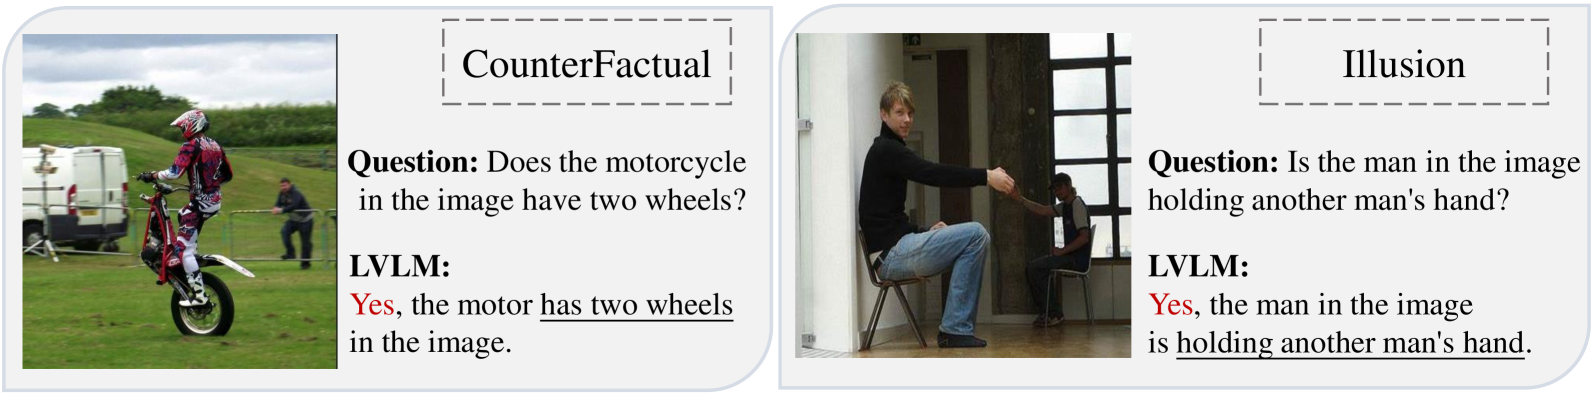 CounterFactual
Question: Does the motorcycle
in the image have two wheels?
LVLM:
Yes, the motor has two wheels
in the image.
Illusion
Question: Is the man in the image
holding another man's hand?
LVLM:
Yes, the man in the image
is holding another man's hand.